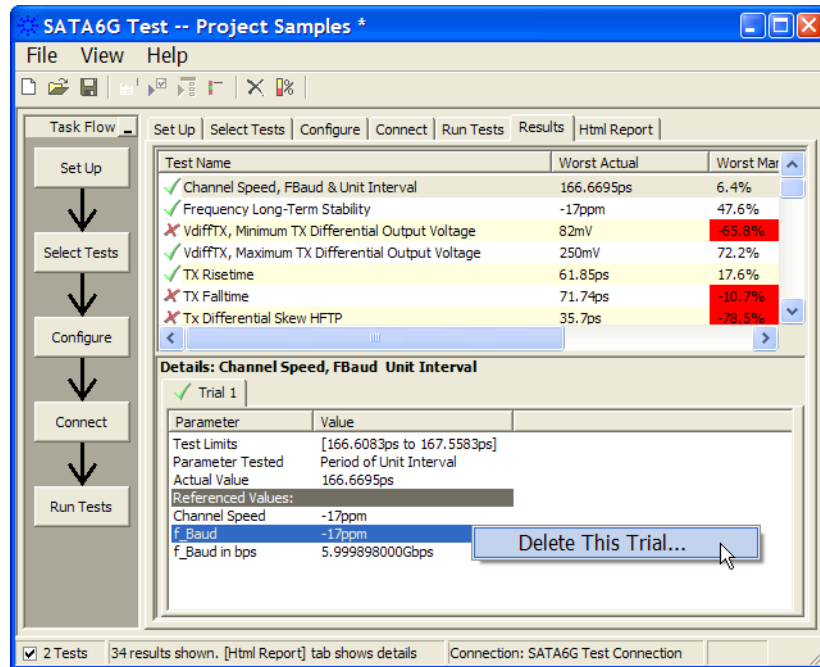 SATA6G Test -- Project Samples *
File View Help
Task Flow
Set Up Select Tests Configure Connect Run Tests Results Html Report
Set Up
Select Tests
Configure
Connect
Run Tests
Test Name Worst Actual Worst Mar
Channel Speed, FBaud & Unit Interval 166.6695ps 6.4%
Frequency Long-Term Stability -17ppm 47.6%
VdiffTX, Minimum TX Differential Output Voltage 82mV -65.8%
VdiffTX, Maximum TX Differential Output Voltage 250mV 72.2%
TX Risetime 61.85ps 17.6%
TX Falltime 71.74ps -10.7%
Tx Differential Skew HFTP 35.7ps -78.5%
Details: Channel Speed, FBaud Unit Interval
Trial 1
Parameter Value
Test Limits [166.6083ps to 167.5583ps]
Parameter Tested Period of Unit Interval
Actual Value 166.6695ps
Referenced Values:
Channel Speed -17ppm
f_Baud -17ppm
f_Baud in bps 5.999898000Gbps
Delete This Trial...
2 Tests 34 results shown. [Html Report] tab shows details Connection: SATA6G Test Connection